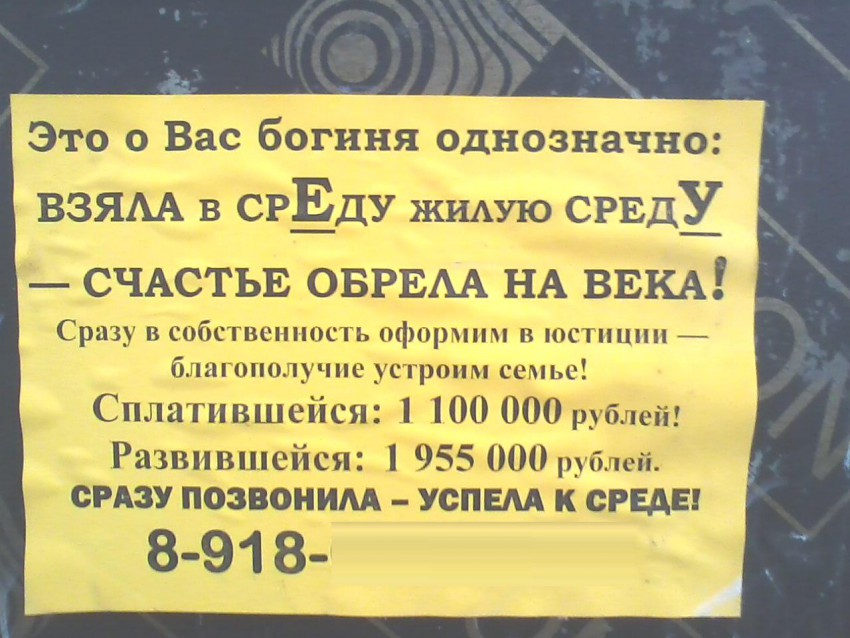 Это о Вас богиня однозначно:
ВЗЯЛА В СРЕДУ ЖИЛУЮ СРЕДУ
— СЧАСТЬЕ ОБРЕЛА НА ВЕКА!
Сразу в собственность оформим в юстиции —
благополучие устроим семье!
Сплатившейся: 1 100 000 рублей!
Развившейся: 1 955 000 рублей.
СРАЗУ ПОЗВОНИЛА – УСПЕЛА К СРЕДЕ!
8-918-